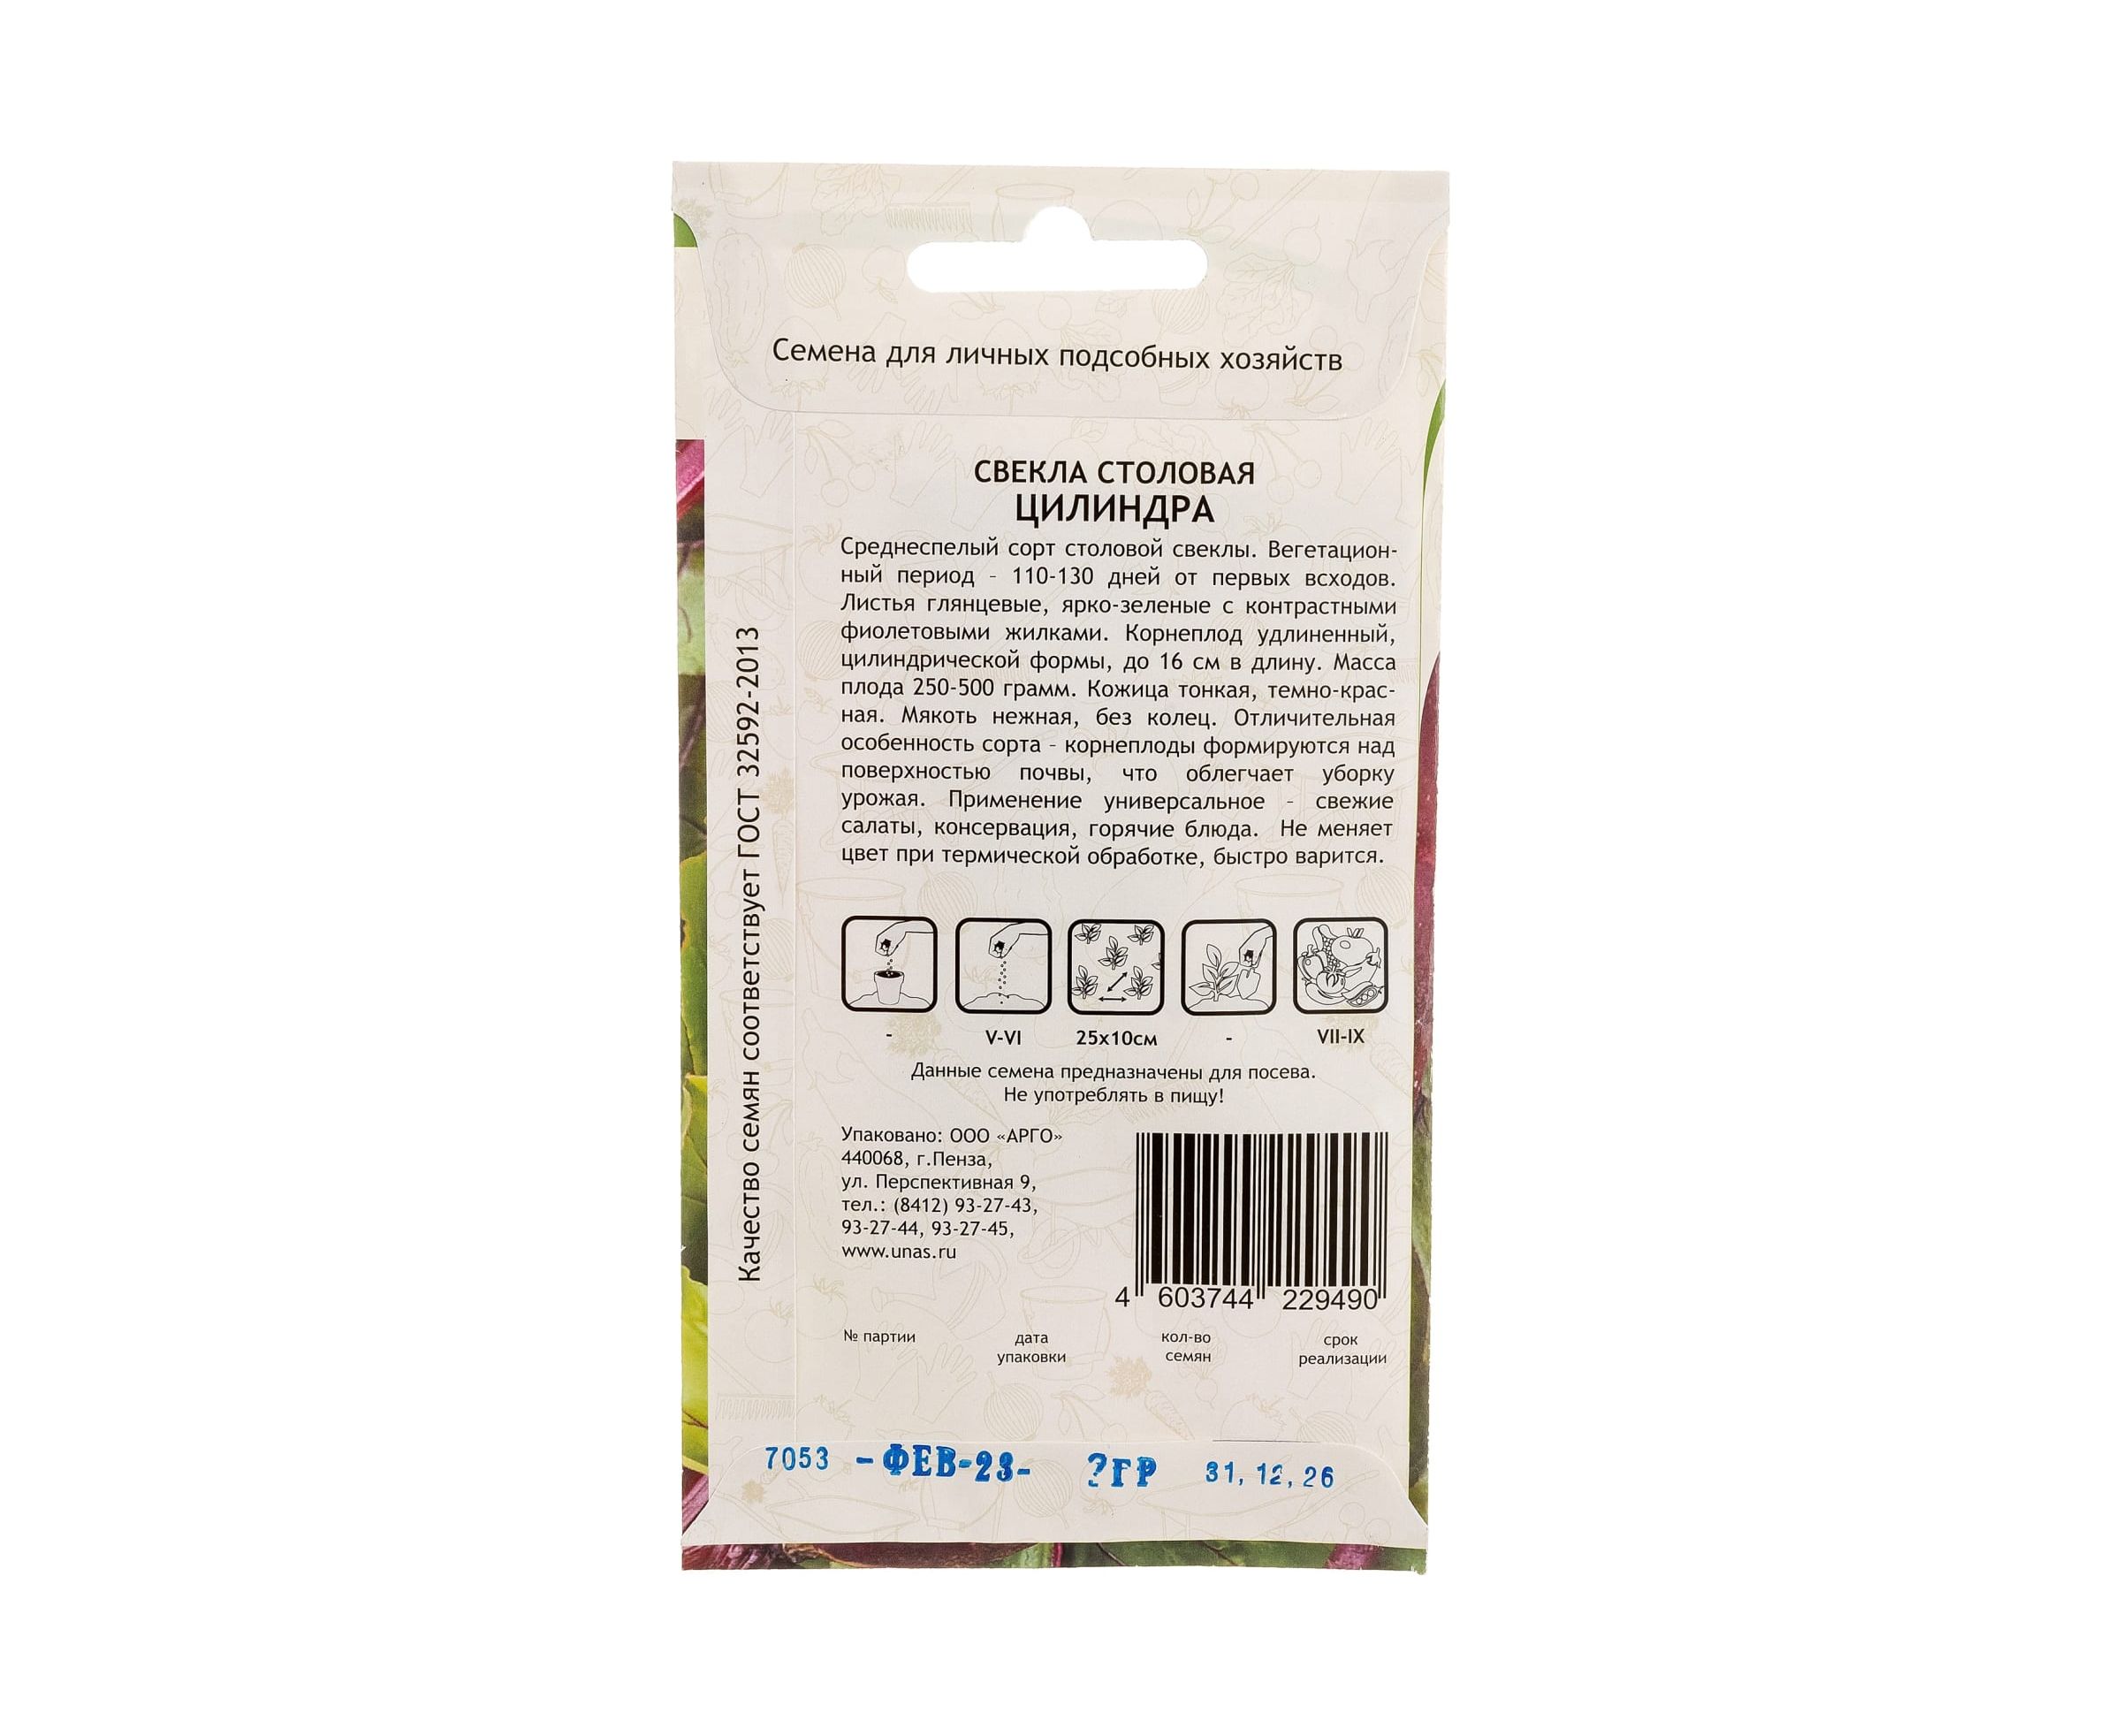 Семена для личных подсобных хозяйств
СВЕКЛА СТОЛОВАЯ
ЦИЛИНДРА
Среднеспелый сорт столовой свеклы. Вегетацион-
ный период - 110-130 дней от первых всходов.
Листья глянцевые, ярко-зеленые с контрастными
фиолетовыми жилками. Корнеплод удлиненный,
цилиндрической формы, до 16 см в длину. Масса
плода 250-500 грамм. Кожица тонкая, темно-крас-
ная. Мякоть нежная, без колец. Отличительная
особенность сорта - корнеплоды формируются над
поверхностью почвы, что облегчает уборку
урожая. Применение универсальное - свежие
салаты, консервация, горячие блюда. Не меняет
цвет при термической обработке, быстро варится.
- V-VI 25х10см - VII-IX
Данные семена предназначены для посева.
Не употреблять в пищу!
Упаковано: ООО «АРГО»
440068, г.Пенза,
ул. Перспективная 9,
тел.: (8412) 93-27-43,
93-27-44, 93-27-45,
www.unas.ru
4 603744 229490
№ партии
дата
упаковки
кол-во
семян
срок
реализации
7053 -ФЕВ-23- ?ГР 31, 12, 26
Качество семян соответствует ГОСТ 32592-2013